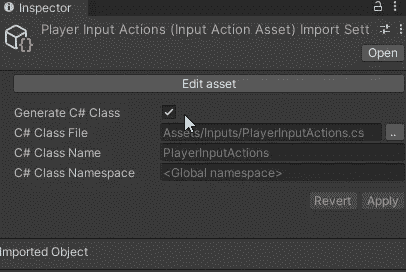 Inspector
Player Input Actions (Input Action Asset) Import Sett
Open
Edit asset
Generate C# Class
C# Class File Assets/Inputs/PlayerInputActions.cs ..
C# Class Name PlayerInputActions
C# Class Namespace <Global namespace>
Revert Apply
Imported Object